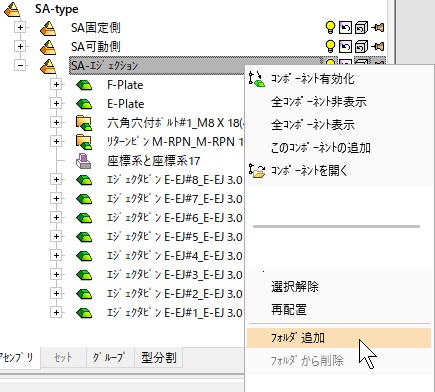 SA-type
SA固定側
SA可動側
SA-ｴｼﾞｪｸｼｮﾝ
F-Plate
E-Plate
六角穴付ﾎﾞﾙﾄ#1_M8 X 18(
ﾘﾀｰﾝﾋﾟﾝ M-RPN_M-RPN 1
座標系と座標系17
ｴｼﾞｪｸﾀﾋﾟﾝ E-EJ#8_E-EJ 3.0
ｴｼﾞｪｸﾀﾋﾟﾝ E-EJ#7_E-EJ 3.0
ｴｼﾞｪｸﾀﾋﾟﾝ E-EJ#6_E-EJ 3.0
ｴｼﾞｪｸﾀﾋﾟﾝ E-EJ#5_E-EJ 3.0
ｴｼﾞｪｸﾀﾋﾟﾝ E-EJ#4_E-EJ 3.0
ｴｼﾞｪｸﾀﾋﾟﾝ E-EJ#3_E-EJ 3.0
ｴｼﾞｪｸﾀﾋﾟﾝ E-EJ#2_E-EJ 3.0
ｴｼﾞｪｸﾀﾋﾟﾝ E-EJ#1_E-EJ 3.0
ｺﾝﾎﾟｰﾈﾝﾄ有効化
全ｺﾝﾎﾟｰﾈﾝﾄ非表示
全ｺﾝﾎﾟｰﾈﾝﾄ表示
このｺﾝﾎﾟｰﾈﾝﾄの追加
ｺﾝﾎﾟｰﾈﾝﾄを開く
選択解除
再配置
ﾌｫﾙﾀﾞ追加
ﾌｫﾙﾀﾞから削除
ｱｾﾝﾌﾞﾘ ｾｯﾄ ｸﾞﾙｰﾌﾟ 型分割